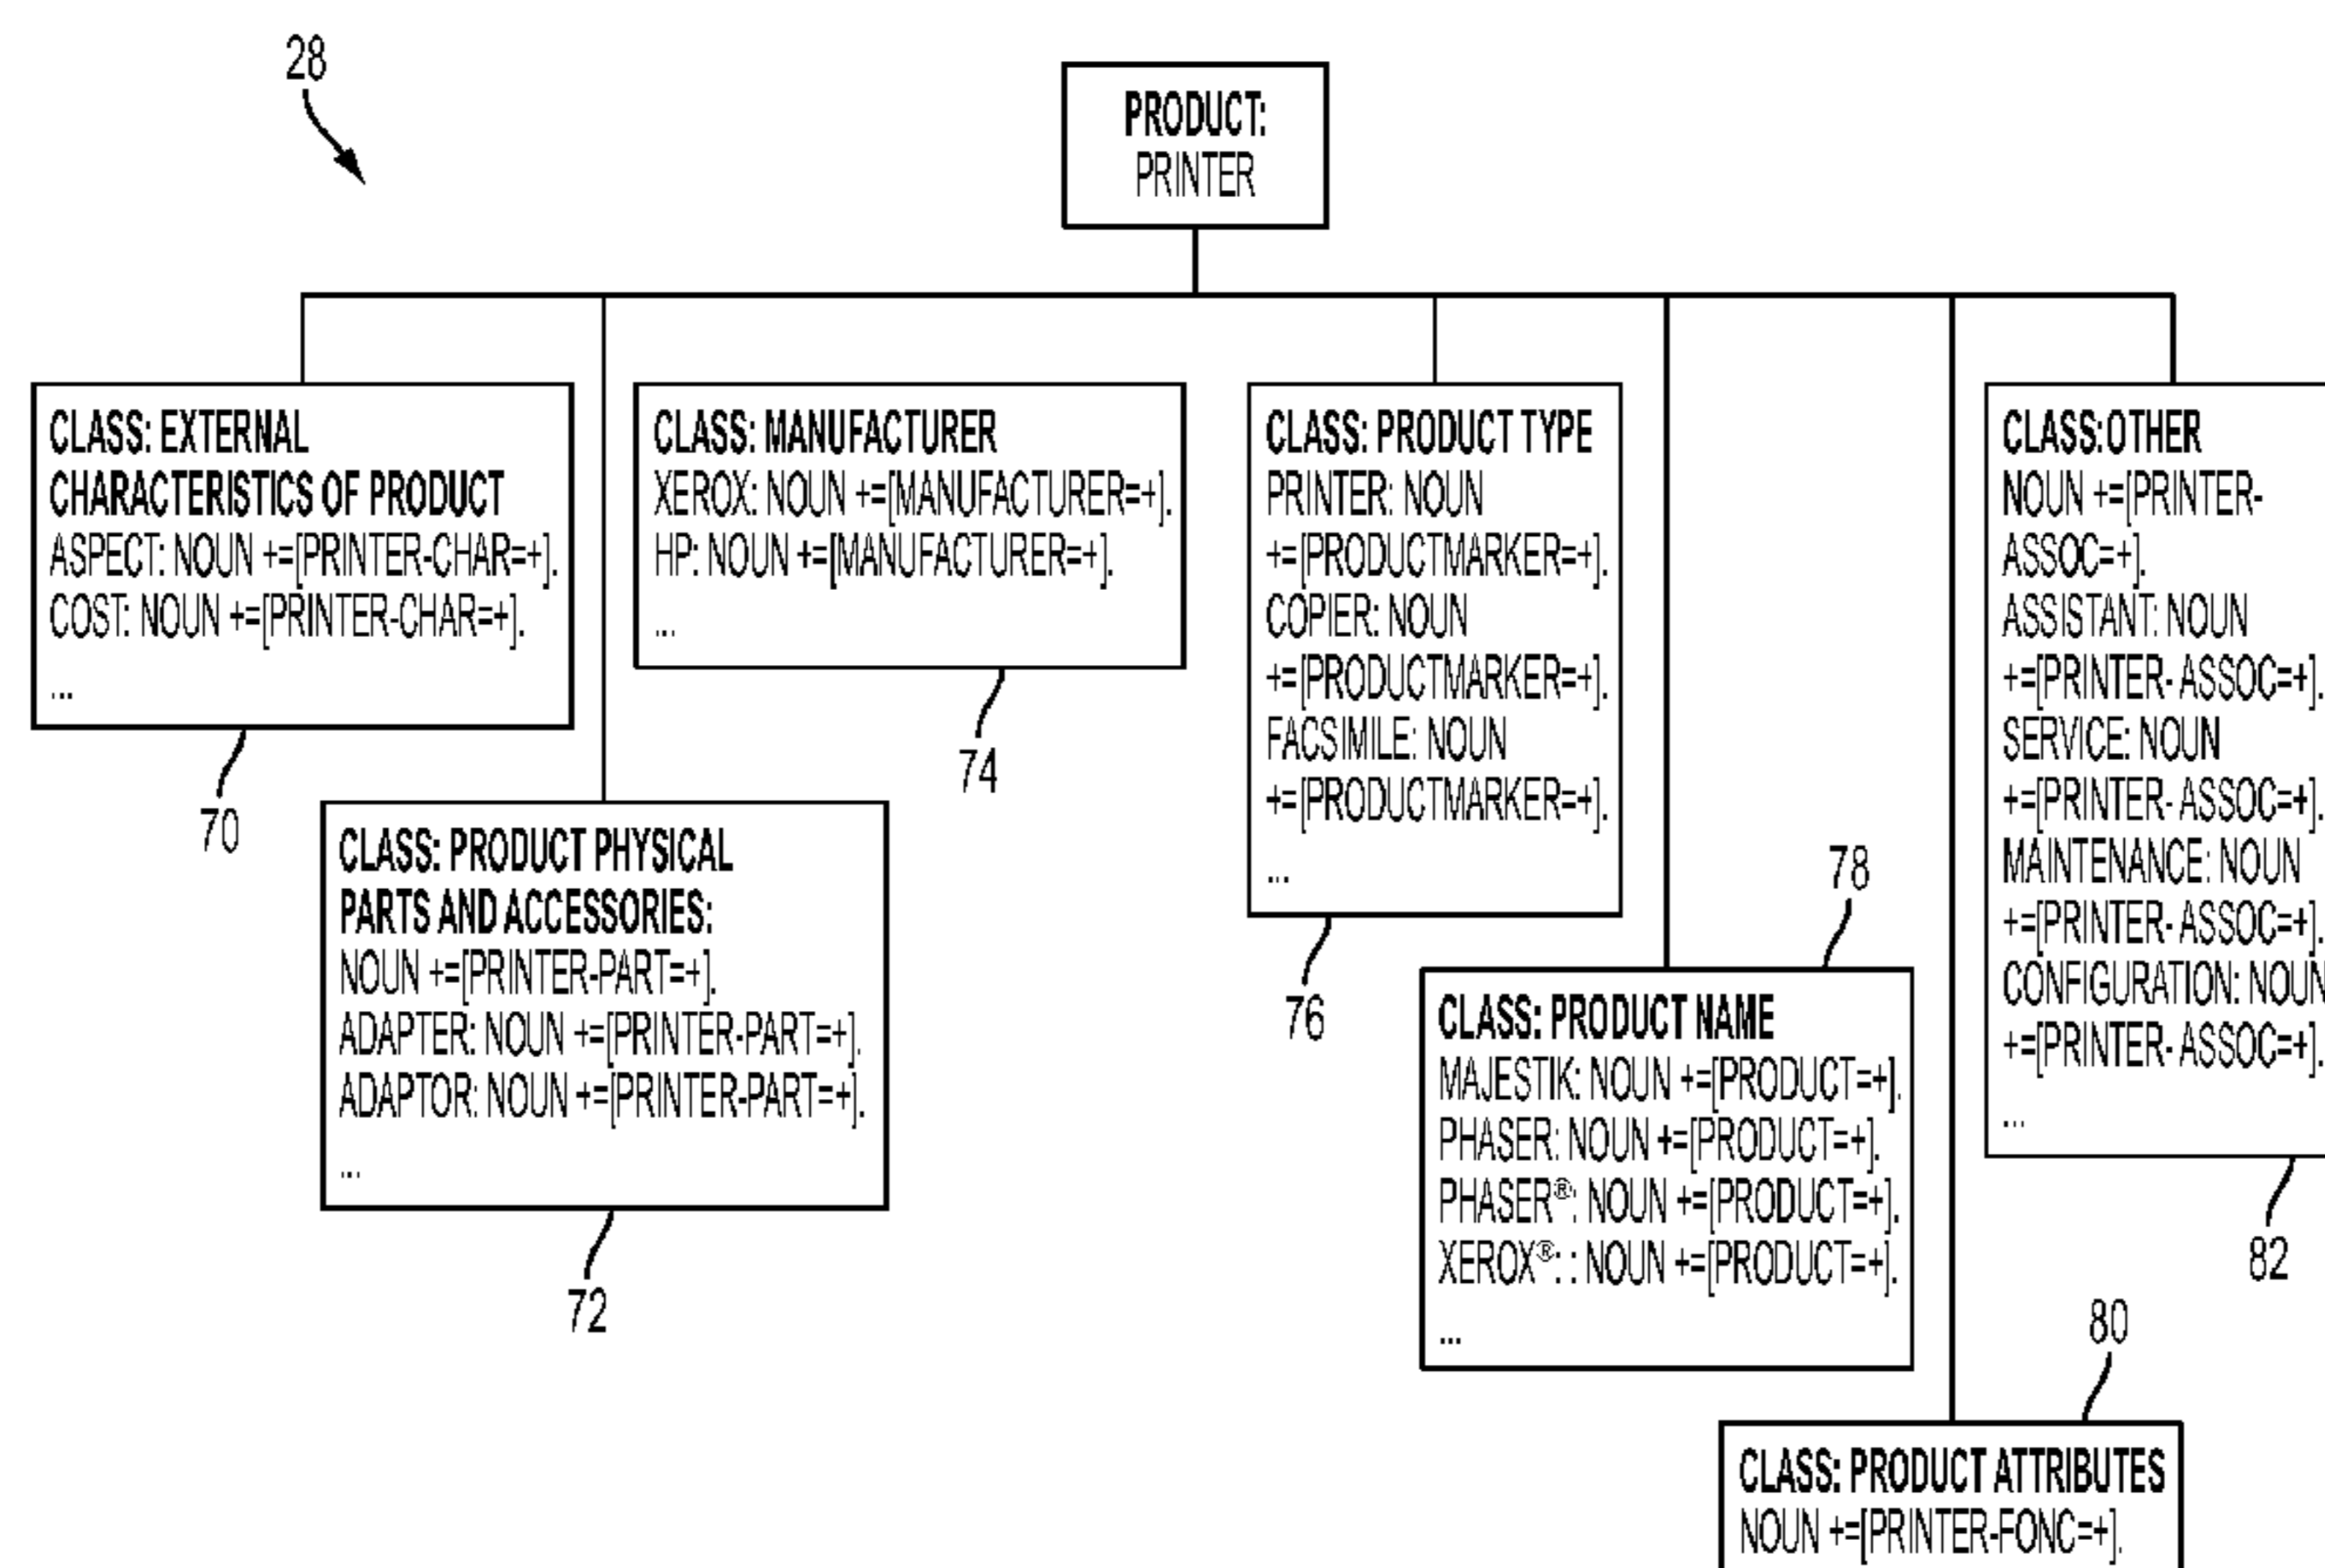 28
PRODUCT:
PRINTER
CLASS: EXTERNAL
CHARACTERISTICS OF PRODUCT
ASPECT: NOUN +=[PRINTER-CHAR=+].
COST: NOUN +=[PRINTER-CHAR=+].
...
70
CLASS: PRODUCT PHYSICAL
PARTS AND ACCESSORIES:
NOUN +=[PRINTER-PART=+].
ADAPTER: NOUN +=[PRINTER-PART=+].
ADAPTOR: NOUN +=[PRINTER-PART=+].
...
72
CLASS: MANUFACTURER
XEROX: NOUN +=[MANUFACTURER=+].
HP: NOUN +=[MANUFACTURER=+].
...
74
CLASS: PRODUCT TYPE
PRINTER: NOUN
+=[PRODUCTMARKER=+].
COPIER: NOUN
+=[PRODUCTMARKER=+].
FACSIMILE: NOUN
+=[PRODUCTMARKER=+].
...
76
78
CLASS: PRODUCT NAME
MAJESTIK: NOUN +=[PRODUCT=+].
PHASER: NOUN +=[PRODUCT=+].
PHASER®: NOUN +=[PRODUCT=+].
XEROX®: : NOUN +=[PRODUCT=+].
...
80
CLASS: PRODUCT ATTRIBUTES
NOUN +=[PRINTER-FONC=+].
CLASS:OTHER
NOUN +=[PRINTER-
ASSOC=+].
ASSISTANT: NOUN
+=[PRINTER- ASSOC=+].
SERVICE: NOUN
+=[PRINTER- ASSOC=+].
MAINTENANCE: NOUN
+=[PRINTER- ASSOC=+].
CONFIGURATION: NOUN
+=[PRINTER- ASSOC=+].
...
82